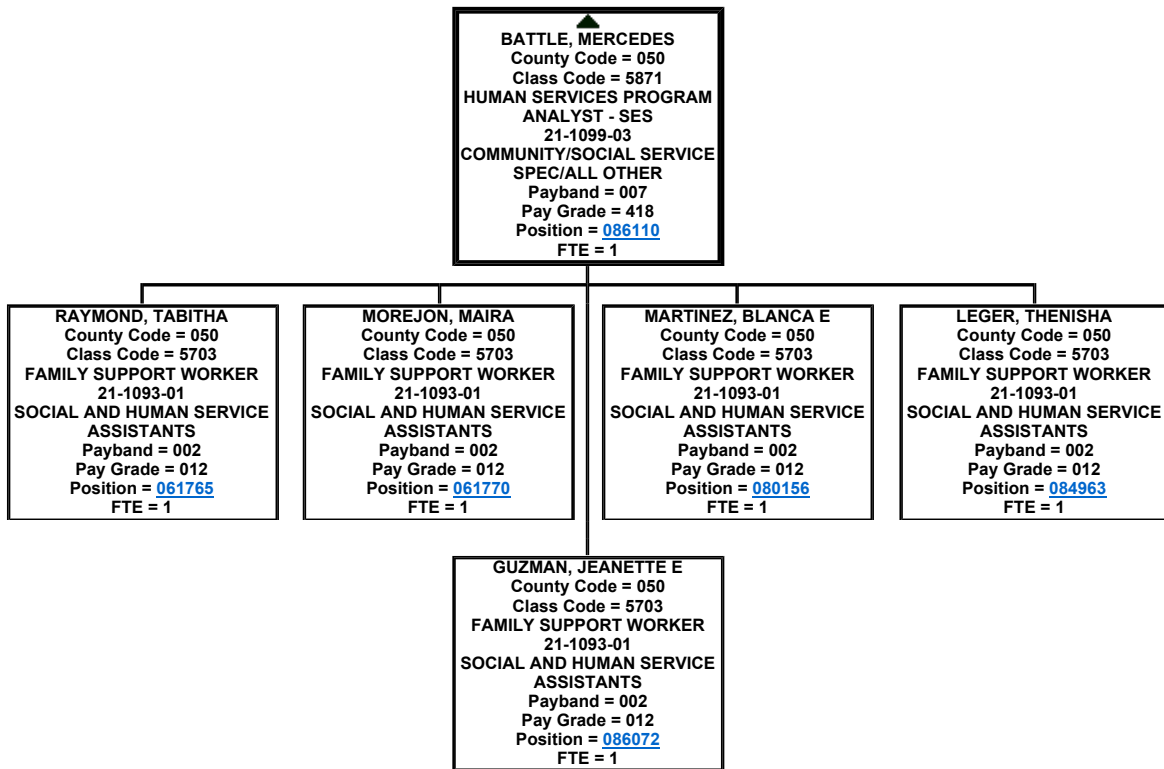 BATTLE, MERCEDES
County Code = 050
Class Code = 5871
HUMAN SERVICES PROGRAM
ANALYST - SES
21-1099-03
COMMUNITY/SOCIAL SERVICE
SPEC/ALL OTHER
Payband = 007
Pay Grade = 418
Position = 086110
FTE = 1
RAYMOND, TABITHA
County Code = 050
Class Code = 5703
FAMILY SUPPORT WORKER
21-1093-01
SOCIAL AND HUMAN SERVICE
ASSISTANTS
Payband = 002
Pay Grade = 012
Position = 061765
FTE = 1
MOREJON, MAIRA
County Code = 050
Class Code = 5703
FAMILY SUPPORT WORKER
21-1093-01
SOCIAL AND HUMAN SERVICE
ASSISTANTS
Payband = 002
Pay Grade = 012
Position = 061770
FTE = 1
MARTINEZ, BLANCA E
County Code = 050
Class Code = 5703
FAMILY SUPPORT WORKER
21-1093-01
SOCIAL AND HUMAN SERVICE
ASSISTANTS
Payband = 002
Pay Grade = 012
Position = 080156
FTE = 1
LEGER, THENISHA
County Code = 050
Class Code = 5703
FAMILY SUPPORT WORKER
21-1093-01
SOCIAL AND HUMAN SERVICE
ASSISTANTS
Payband = 002
Pay Grade = 012
Position = 084963
FTE = 1
GUZMAN, JEANETTE E
County Code = 050
Class Code = 5703
FAMILY SUPPORT WORKER
21-1093-01
SOCIAL AND HUMAN SERVICE
ASSISTANTS
Payband = 002
Pay Grade = 012
Position = 086072
FTE = 1